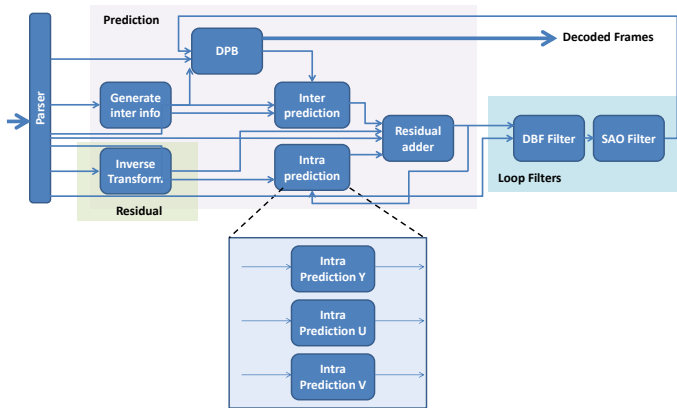 Prediction
DPB
Decoded Frames
Parser
Generate
inter info
Inter
prediction
Residual
adder
DBF Filter
SAO Filter
Loop Filters
Inverse
Transform.
Intra
prediction
Residual
Intra
Prediction Y
Intra
Prediction U
Intra
Prediction V